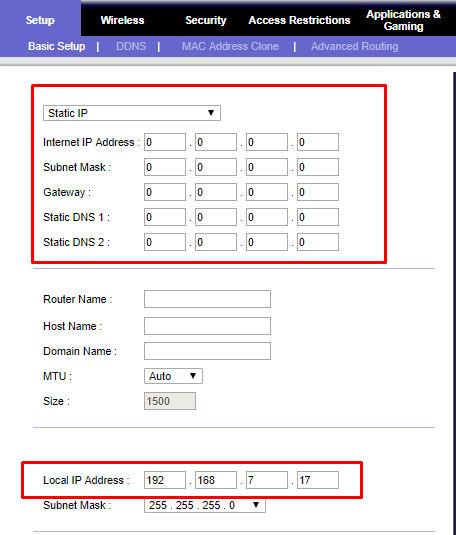 Setup Wireless Security Access Restrictions Applications & Gaming
Basic Setup | DDNS | MAC Address Clone | Advanced Routing
Static IP
Internet IP Address : 0 . 0 . 0 . 0
Subnet Mask : 0 . 0 . 0 . 0
Gateway : 0 . 0 . 0 . 0
Static DNS 1 : 0 . 0 . 0 . 0
Static DNS 2 : 0 . 0 . 0 . 0
Router Name :
Host Name :
Domain Name :
MTU : Auto
Size : 1500
Local IP Address : 192 . 168 . 7 . 17
Subnet Mask : 255 . 255 . 255 . 0